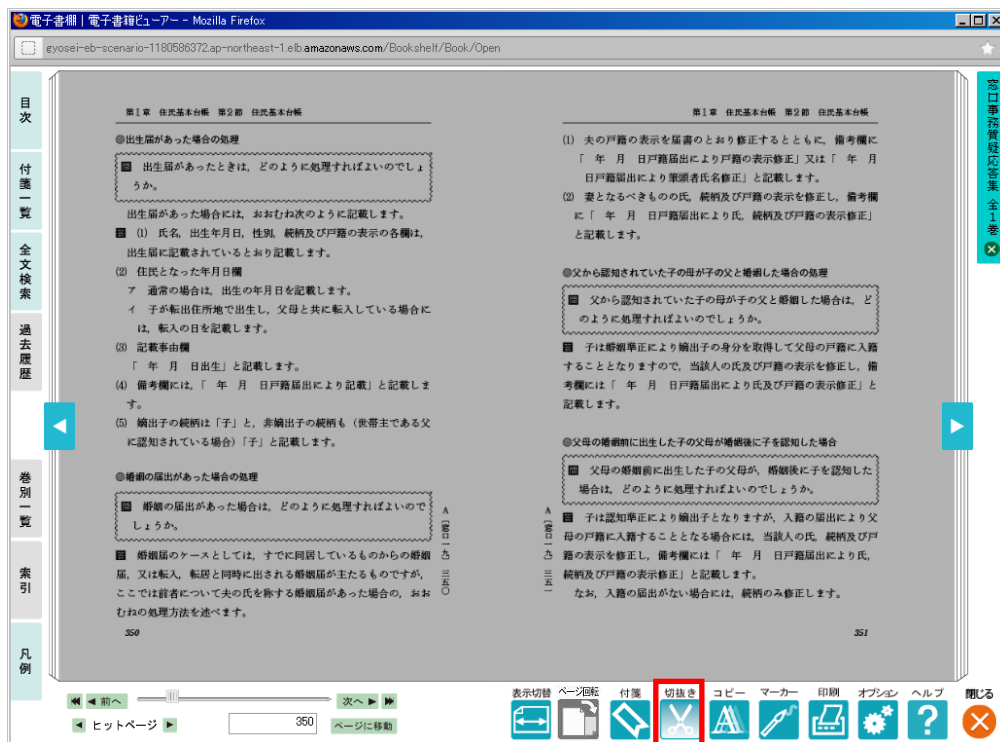 電子書棚 | 電子書籍ビューアー - Mozilla Firefox
gyosei-eb-scenario-1180586372.ap-northeast-1.elb.amazonaws.com/Bookshelf/Book/Open
目次
付箋一覧
全文検索
過去履歴
巻別一覧
索引
凡例
第Ⅰ章 住民基本台帳 第2節 住民基本台帳
◎出生届があった場合の処理
問 出生届があったときは,どのように処理すればよいのでしょ
うか。
出生届があった場合には,おおむね次のように記載します。
答 (1) 氏名,出生年月日,性別,続柄及び戸籍の表示の各欄は,
出生届に記載されているとおり記載します。
(2) 住民となった年月日欄
ア 通常の場合は,出生の年月日を記載します。
イ 子が転出住所地で出生し,父母と共に転入している場合に
は,転入の日を記載します。
(3) 記載事由欄
「 年 月 日出生」と記載します。
(4) 備考欄には,「 年 月 日戸籍届出により記載」と記載しま
す。
(5) 嫡出子の続柄は「子」と,非嫡出子の続柄も(世帯主である父
に認知されている場合)「子」と記載します。
◎婚姻の届出があった場合の処理
問 婚姻の届出があった場合は,どのように処理すればよいので
しょうか。
答 婚姻届のケースとしては,すでに同居しているものからの婚姻
届,又は転入,転居と同時に出される婚姻届が主たるものですが,
ここでは前者について夫の氏を称する婚姻届があった場合の,おお
むねの処理方法を述べます。
A(窓口一九)三五〇
350
第Ⅰ章 住民基本台帳 第2節 住民基本台帳
(1) 夫の戸籍の表示を届書のとおり修正するとともに,備考欄に
「 年 月 日戸籍届出により戸籍の表示修正」又は「 年 月
日戸籍届出により筆頭者氏名修正」と記載します。
(2) 妻となるべきものの氏,続柄及び戸籍の表示を修正し,備考欄
に「 年 月 日戸籍届出により氏,続柄及び戸籍の表示修正」
と記載します。
◎父から認知されていた子の母が子の父と婚姻した場合の処理
問 父から認知されていた子の母が子の父と婚姻した場合は,ど
のように処理すればよいのでしょうか。
答 子は婚姻準正により嫡出子の身分を取得して父母の戸籍に入籍
することとなりますので,当該人の氏及び戸籍の表示を修正し,備
考欄には「 年 月 日戸籍届出により氏及び戸籍の表示修正」と
記載します。
◎父母の婚姻前に出生した子の父母が婚姻後に子を認知した場合
問 父母の婚姻前に出生した子の父母が,婚姻後に子を認知した
場合は,どのように処理すればよいのでしょうか。
答 子は認知準正により嫡出子となりますが,入籍の届出により父
母の戸籍に入籍することとなる場合には,当該人の氏,続柄及び戸
籍の表示を修正し,備考欄には「 年 月 日戸籍届出により氏,
続柄及び戸籍の表示修正」と記載します。
なお,入籍の届出がない場合には,続柄のみ修正します。
A(窓口一九)三五一
351
窓口事務質疑応答集 全1巻
前へ
次へ
ヒットページ
350
ページに移動
表示切替
ページ回転
付箋
切抜き
コピー
マーカー
印刷
オプション
ヘルプ
閉じる